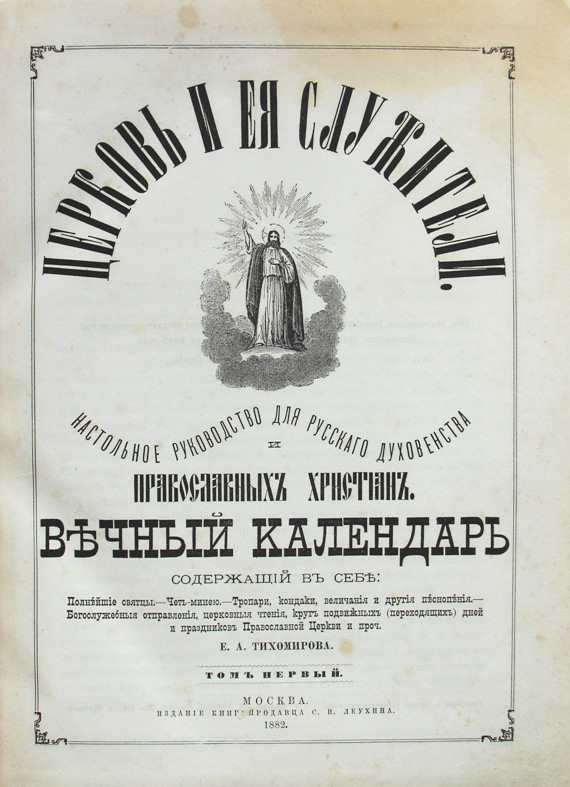 ЦЕРКОВЬ И ЕЯ СЛУЖИТЕЛИ.
НАСТОЛЬНОЕ РУКОВОДСТВО ДЛЯ РУССКАГО ДУХОВЕНСТВА
И
ПРАВОСЛАВНЫХЪ ХРИСТІАНЪ.
ВѢЧНЫЙ КАЛЕНДАРЬ
СОДЕРЖАЩІЙ ВЪ СЕБѢ:
Полнѣйшіе святцы.—Четь-минею.—Тропари, кондаки, величанія и другія пѣснопѣнія.—
Богослужебныя отправленія, церковныя чтенія, кругъ подвижныхъ (переходящихъ) дней
и праздниковъ Православной Церкви и проч.
Е. А. ТИХОМИРОВА.
ТОМЪ ПЕРВЫЙ.
МОСКВА.
ИЗДАНІЕ КНИГОПРОДАВЦА С. И. ЛЕУХИНА.
1882.